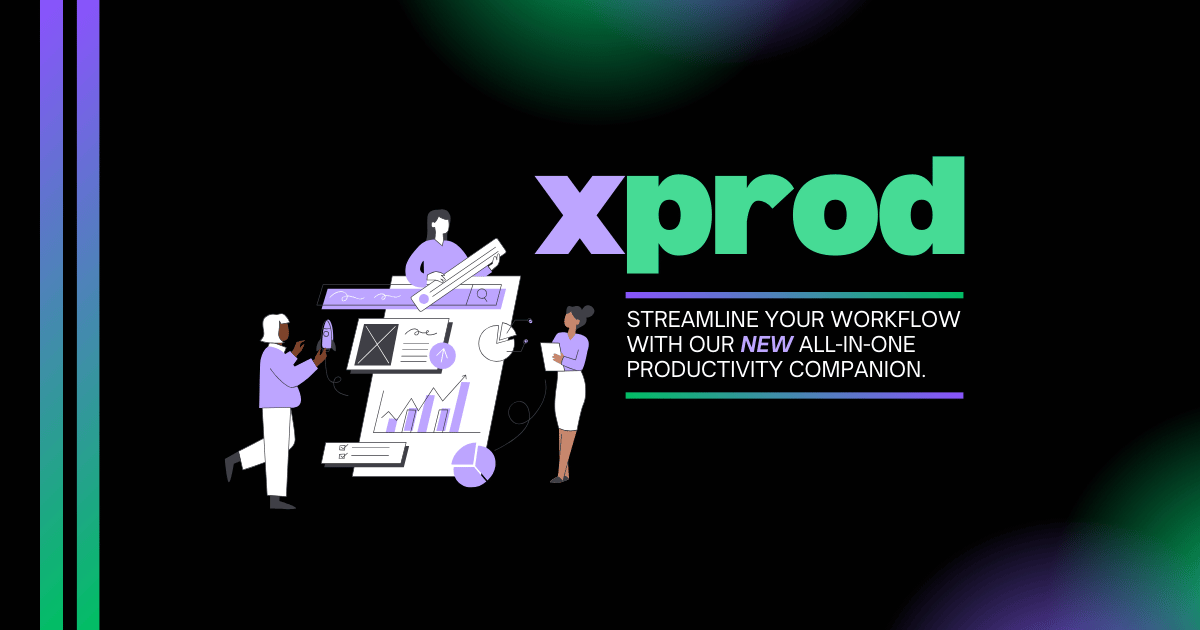 xprod
STREAMLINE YOUR WORKFLOW
WITH OUR NEW ALL-IN-ONE
PRODUCTIVITY COMPANION.